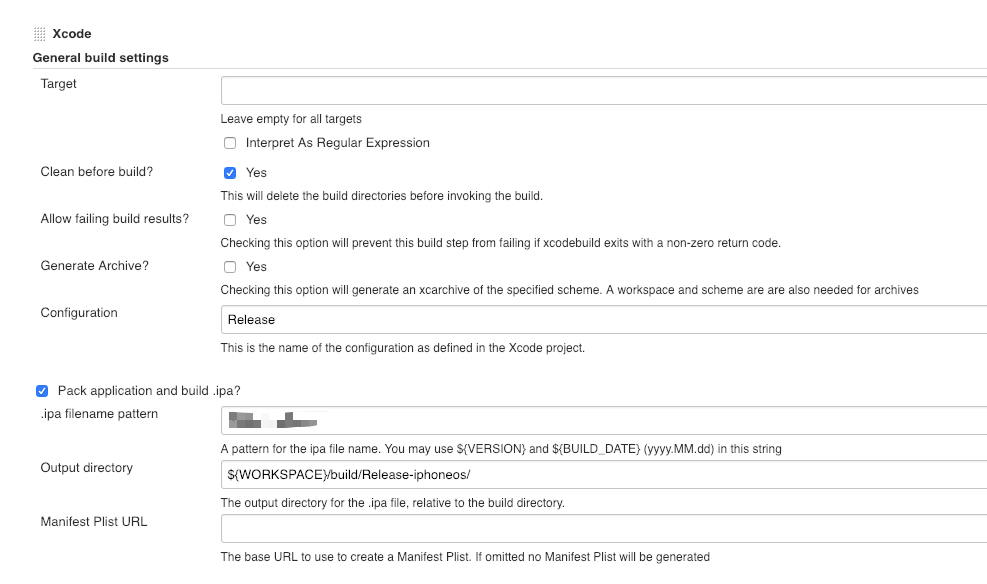 Xcode
General build settings
Target
Leave empty for all targets
Interpret As Regular Expression
Clean before build?
Yes
This will delete the build directories before invoking the build.
Allow failing build results?
Yes
Checking this option will prevent this build step from failing if xcodebuild exits with a non-zero return code.
Generate Archive?
Yes
Checking this option will generate an xcarchive of the specified scheme. A workspace and scheme are are also needed for archives
Configuration
Release
This is the name of the configuration as defined in the Xcode project.
Pack application and build .ipa?
.ipa filename pattern
A pattern for the ipa file name. You may use ${VERSION} and ${BUILD_DATE} (yyyy.MM.dd) in this string
Output directory
${WORKSPACE}/build/Release-iphoneos/
The output directory for the .ipa file, relative to the build directory.
Manifest Plist URL
The base URL to use to create a Manifest Plist. If omitted no Manifest Plist will be generated